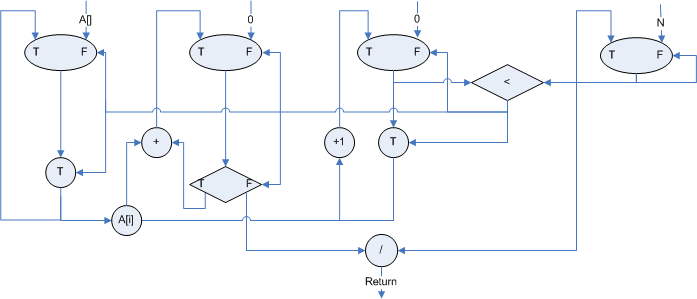 A[] 0 0 N
T F T F T F T F
<
+ +1 T
T T F
A[i]
/
Return